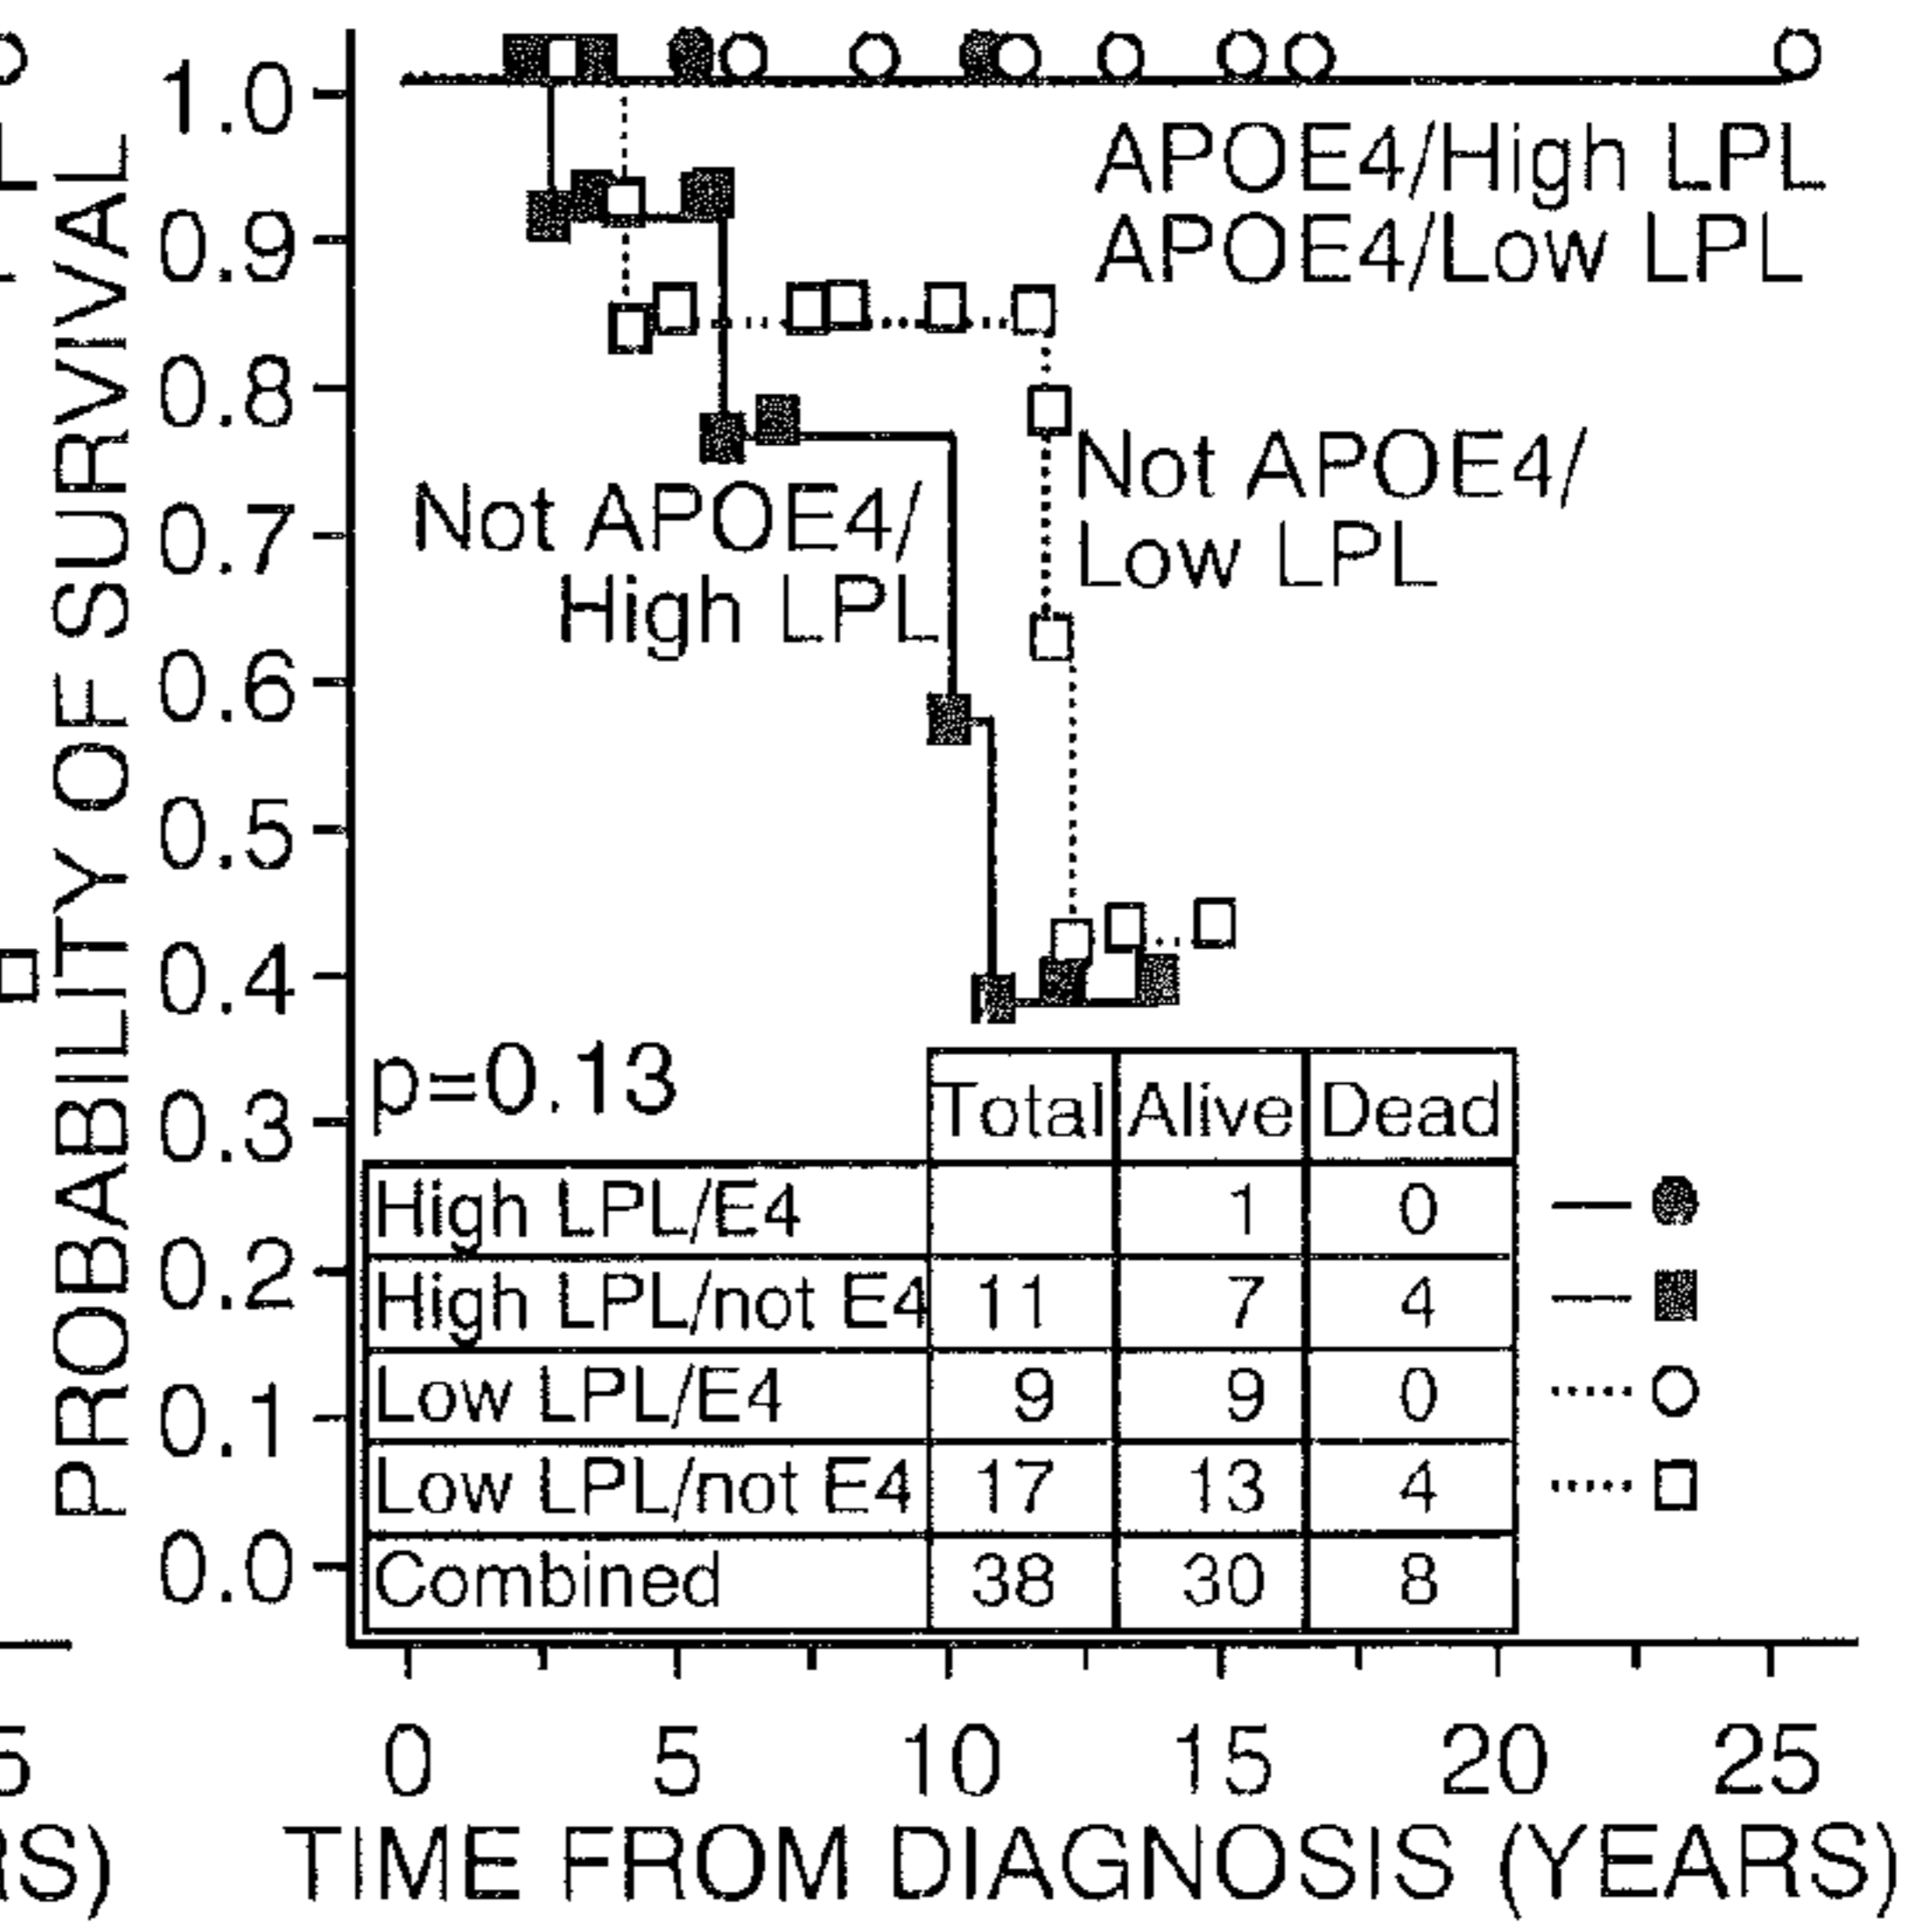 PROBABILITY OF SURVIVAL
1.0
0.9
0.8
0.7
0.6
0.5
0.4
0.3
0.2
0.1
0.0
APOE4/High LPL
APOE4/Low LPL
Not APOE4/
Low LPL
Not APOE4/
High LPL
p=0.13
Total Alive Dead
High LPL/E4 1 0
High LPL/not E4 11 7 4
Low LPL/E4 9 9 0
Low LPL/not E4 17 13 4
Combined 38 30 8
0 5 10 15 20 25
TIME FROM DIAGNOSIS (YEARS)
5
RS)